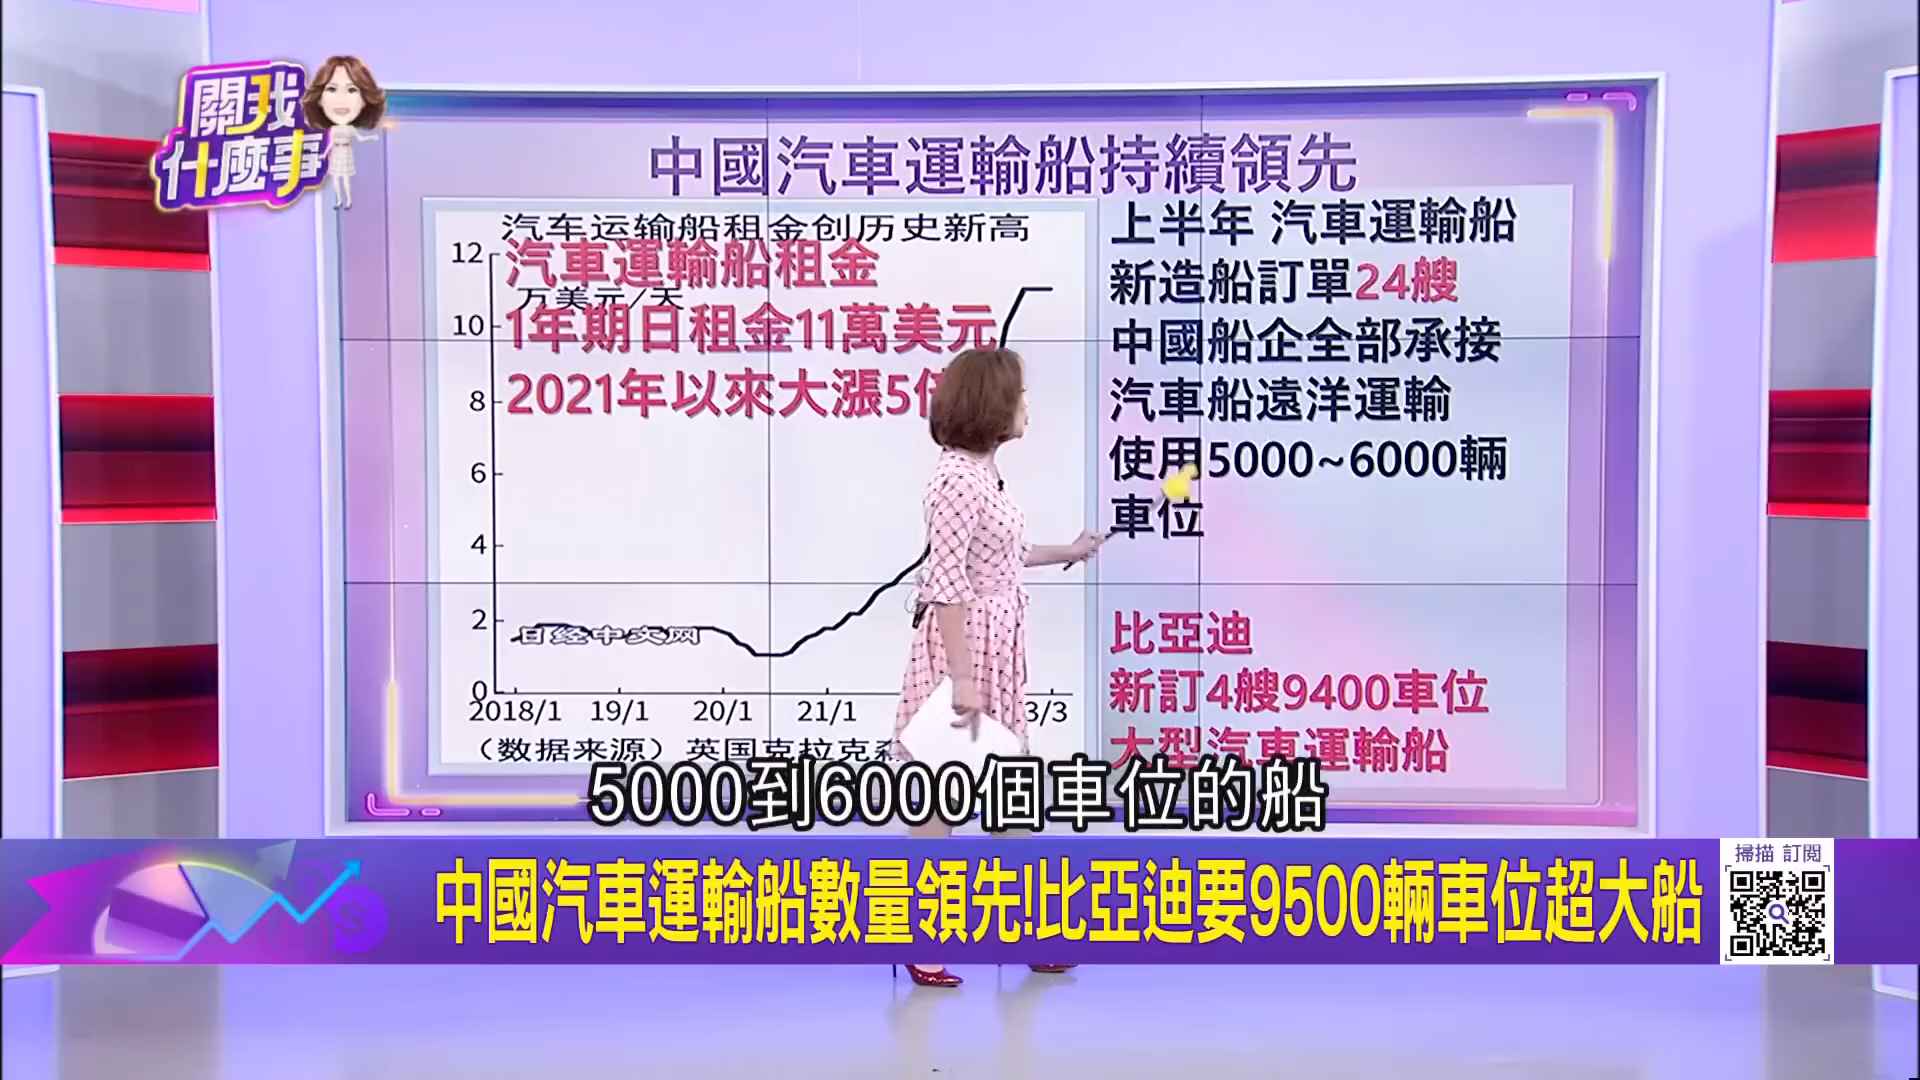 關我
什麼事
中國汽車運輸船持續領先
汽车运输船租金创历史新高
万美元/天
汽車運輸船租金
1年期日租金11萬美元
2021年以來大漲5
12
10
8
6
4
2
0
日经中文网
2018/1 19/1 20/1 21/1 3/3
（数据来源）英国克拉克
上半年 汽車運輸船
新造船訂單24艘
中國船企全部承接
汽車船遠洋運輸
使用5000~6000輛
車位
比亞迪
新訂4艘9400車位
大型汽車運輸船
5000到6000個車位的船
中國汽車運輸船數量領先!比亞迪要9500輛車位超大船
掃描 訂閱